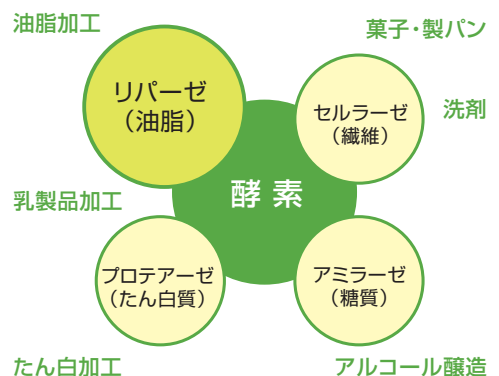 油脂加工
菓子・製パン
リパーゼ
（油脂）
セルラーゼ
（繊維）
洗剤
酵素
乳製品加工
プロテアーゼ
（たん白質）
アミラーゼ
（糖質）
たん白加工
アルコール醸造